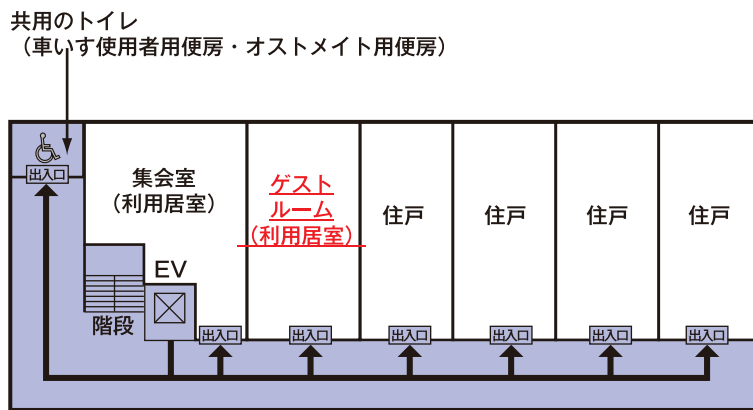 共用のトイレ
（車いす使用者用便房・オストメイト用便房）
出入口
集会室
（利用居室）
ゲスト
ルーム
（利用居室）
住戸
住戸
住戸
住戸
EV
階段
出入口
出入口
出入口
出入口
出入口
出入口